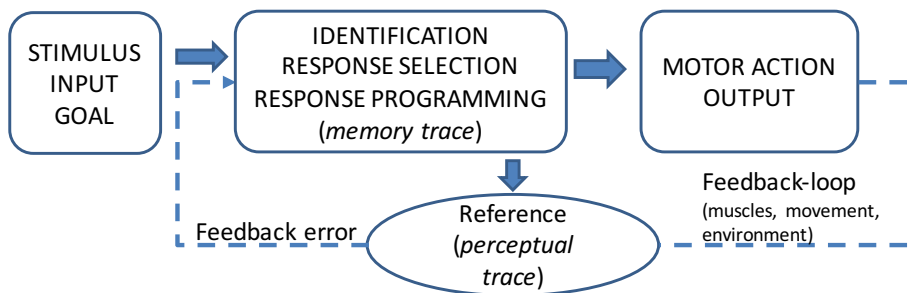 STIMULUS
INPUT
GOAL
IDENTIFICATION
RESPONSE SELECTION
RESPONSE PROGRAMMING
(memory trace)
MOTOR ACTION
OUTPUT
Feedback-loop
(muscles, movement,
environment)
Reference
(perceptual
trace)
Feedback error